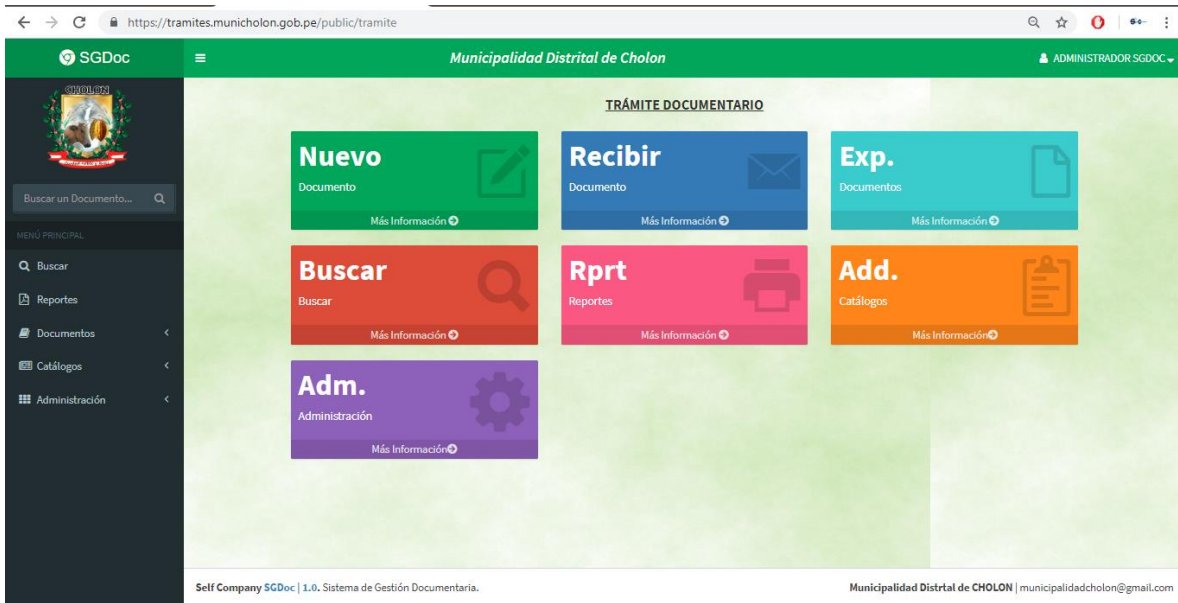 https://tramites.municholon.gob.pe/public/tramite
SGDoc
Municipalidad Distrital de Cholon
ADMINISTRADOR SGDOC
CHOLON
Buscar un Documento...
MENÚ PRINCIPAL
Buscar
Reportes
Documentos
Catálogos
Administración
TRÁMITE DOCUMENTARIO
Nuevo
Documento
Más Información
Recibir
Documento
Más Información
Exp.
Documentos
Más Información
Buscar
Buscar
Más Información
Rprt
Reportes
Más Información
Add.
Catálogos
Más Información
Adm.
Administración
Más Información
Self Company SGDoc | 1.0. Sistema de Gestión Documentaria.
Municipalidad Distrtal de CHOLON | municipalidadcholon@gmail.com